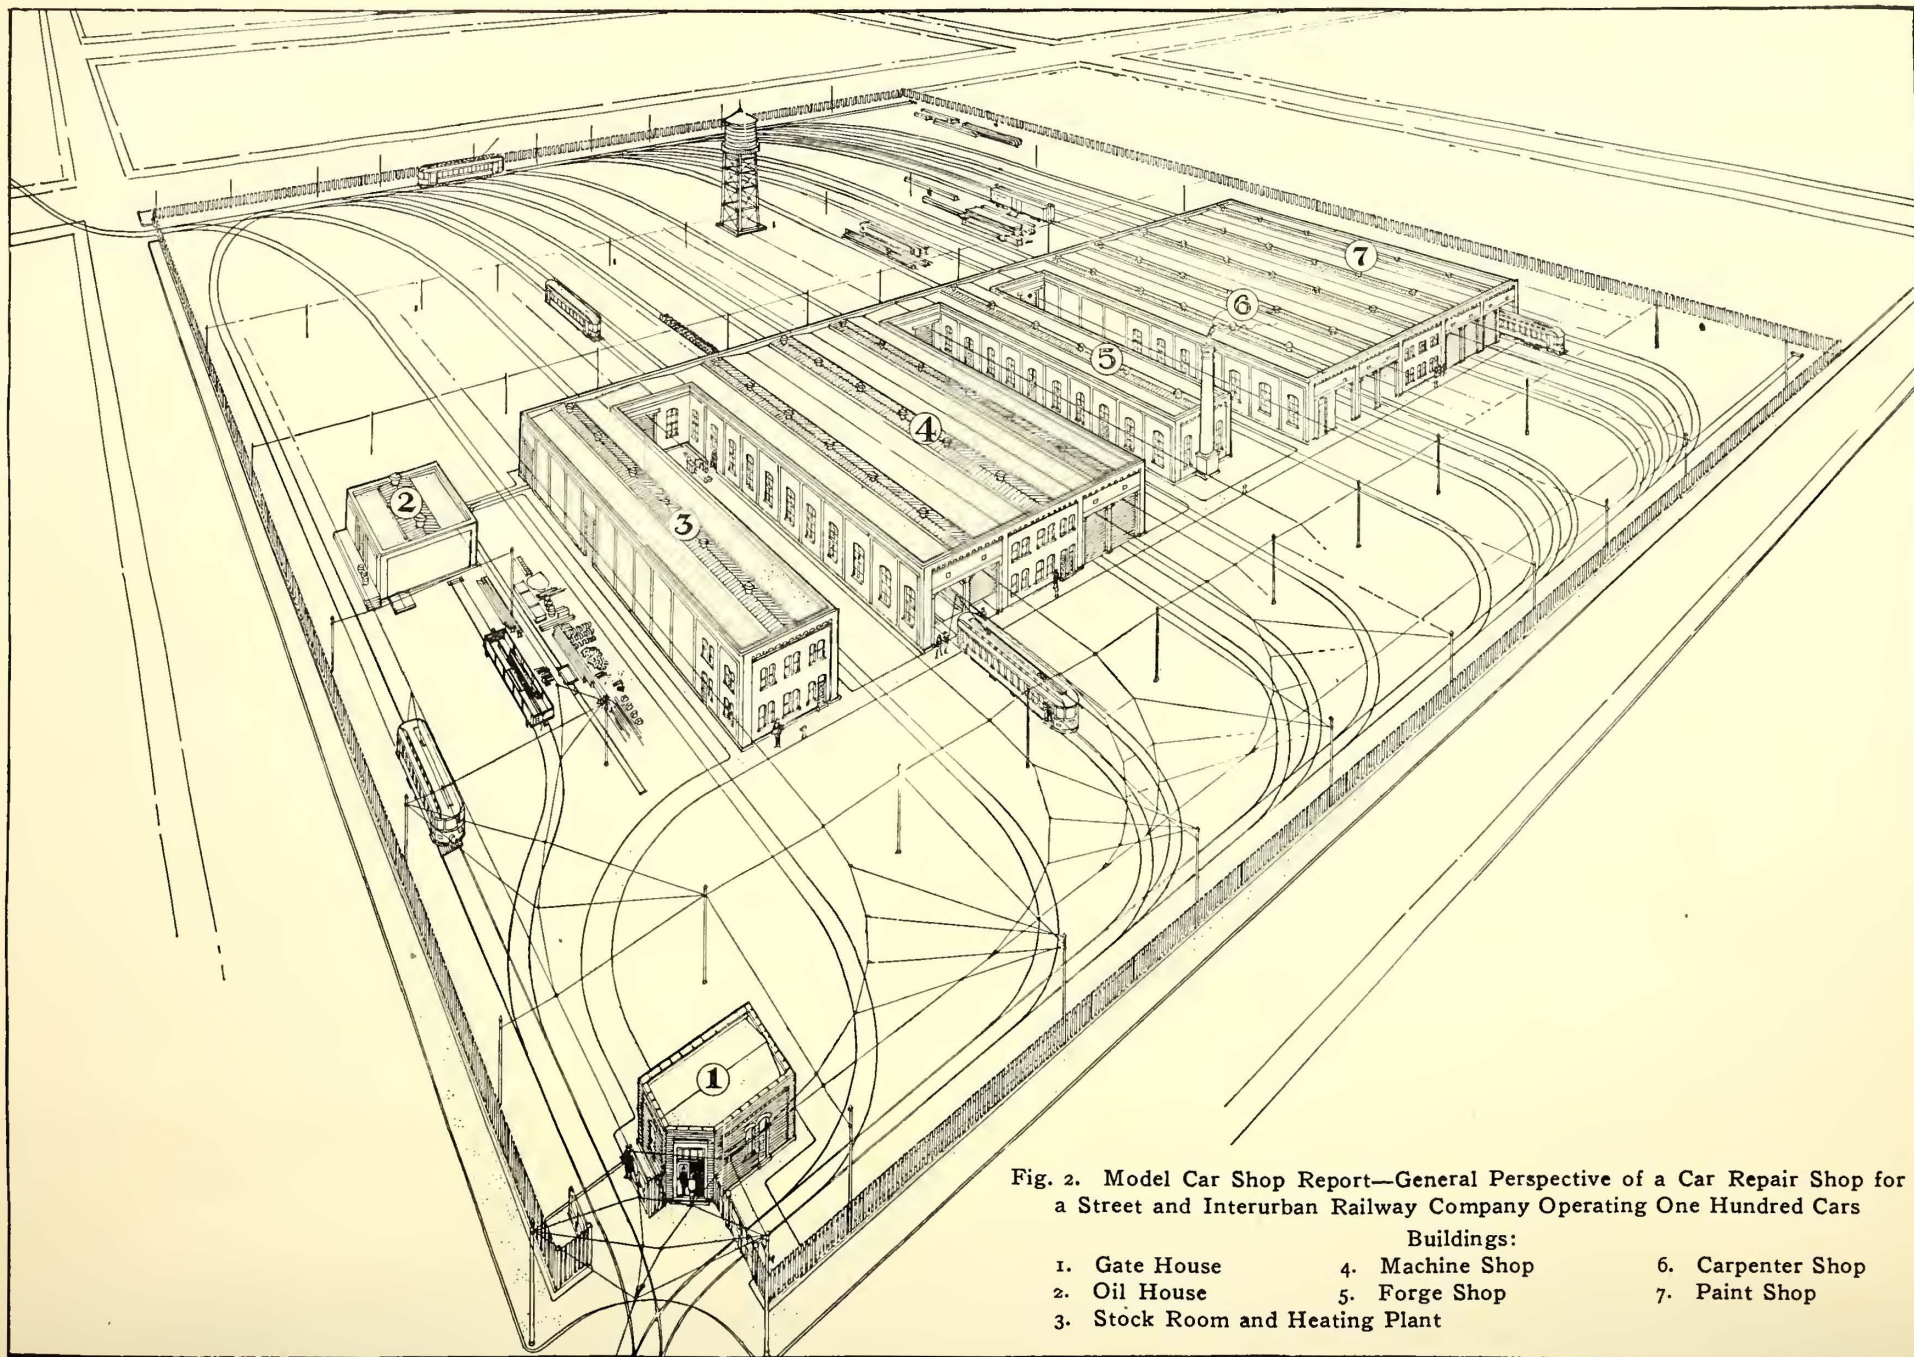 7
6
5
4
2
3
1
Fig. 2. Model Car Shop Report—General Perspective of a Car Repair Shop for
a Street and Interurban Railway Company Operating One Hundred Cars
Buildings:
1. Gate House
2. Oil House
3. Stock Room and Heating Plant
4. Machine Shop
5. Forge Shop
6. Carpenter Shop
7. Paint Shop